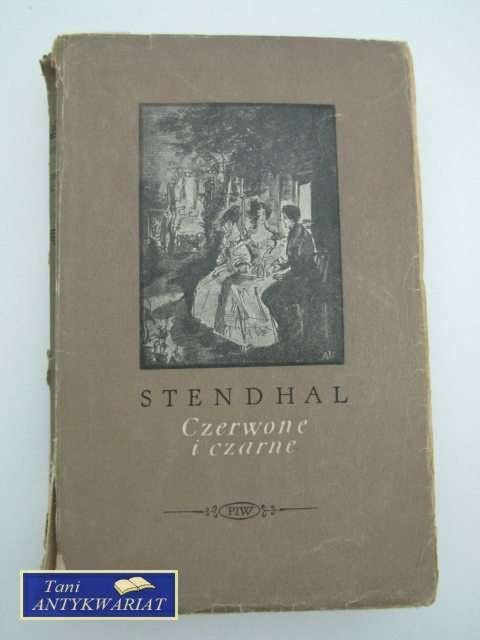 STENDHAL
Czerwone
i czarne
PIW
Tani
ANTYKWARIAT